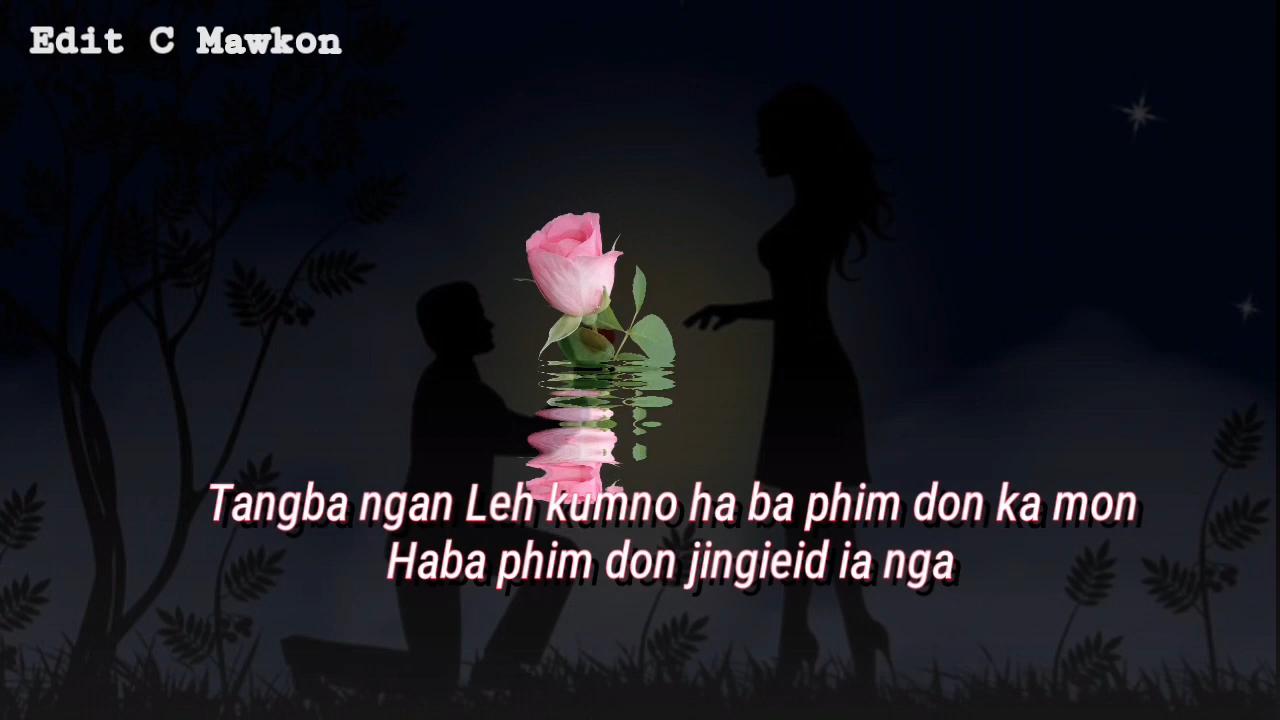 Edit C Mawkon
Tangba ngan Leh kumno ha ba phim don ka mon
Haba phim don jingieid ia nga